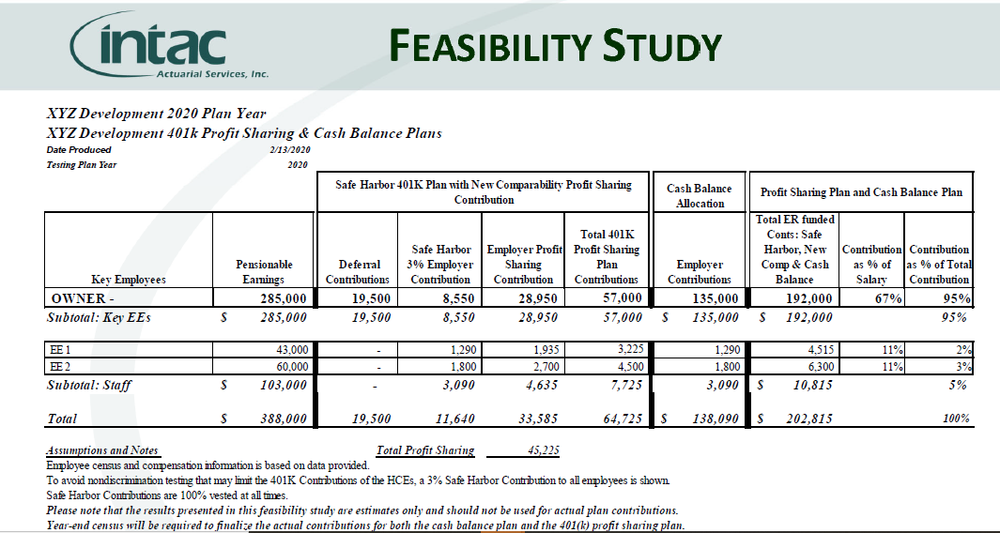 intac
Actuarial Services, Inc.
FEASIBILITY STUDY
XYZ Development 2020 Plan Year
XYZ Development 401k Profit Sharing & Cash Balance Plans
Date Produced 2/13/2020
Testing Plan Year 2020
Safe Harbor 401K Plan with New Comparability Profit Sharing
Contribution
Cash Balance
Allocation
Profit Sharing Plan and Cash Balance Plan
Key Employees
Pensionable
Earnings
Deferral
Contributions
Safe Harbor
3% Employer
Contribution
Employer Profit
Sharing
Contribution
Total 401K
Profit Sharing
Plan
Contributions
Employer
Contributions
Total ER funded
Conts: Safe
Harbor, New
Comp & Cash
Balance
Contribution
as % of
Salary
Contribution
as % of Total
Contribution
OWNER - 285,000 19,500 8,550 28,950 57,000 135,000 192,000 67% 95%
Subtotal: Key EEs $ 285,000 19,500 8,550 28,950 57,000 $ 135,000 $ 192,000 95%
EE 1 43,000 - 1,290 1,935 3,225 1,290 4,515 11% 2%
EE 2 60,000 - 1,800 2,700 4,500 1,800 6,300 11% 3%
Subtotal: Staff $ 103,000 - 3,090 4,635 7,725 3,090 $ 10,815 5%
Total $ 388,000 19,500 11,640 33,585 64,725 $ 138,090 $ 202,815 100%
Assumptions and Notes Total Profit Sharing 45,225
Employee census and compensation information is based on data provided.
To avoid nondiscrimination testing that may limit the 401K Contributions of the HCEs, a 3% Safe Harbor Contribution to all employees is shown.
Safe Harbor Contributions are 100% vested at all times.
Please note that the results presented in this feasibility study are estimates only and should not be used for actual plan contributions.
Year-end census will be required to finalize the actual contributions for both the cash balance plan and the 401(k) profit sharing plan.